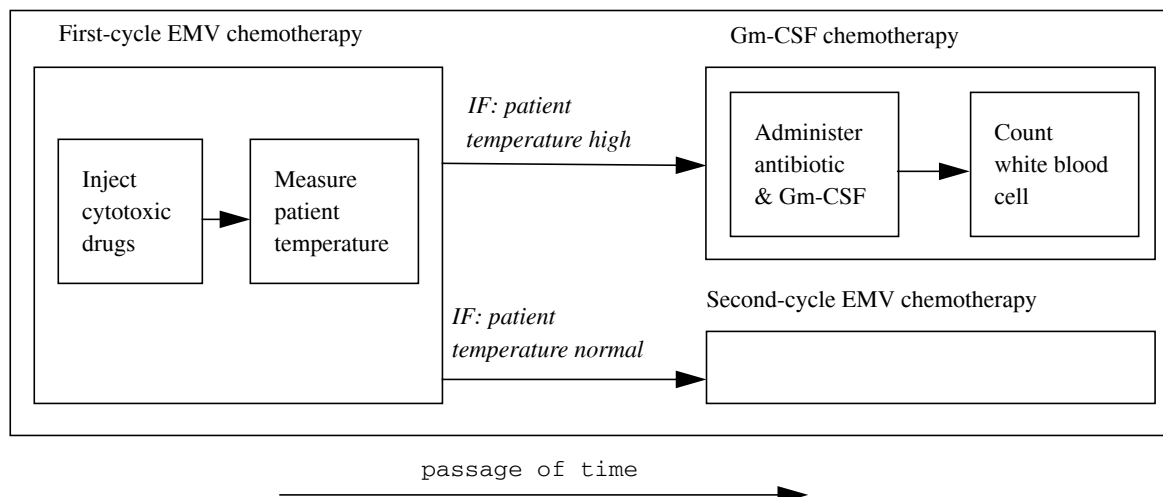 First-cycle EMV chemotherapy
Inject
cytotoxic
drugs
Measure
patient
temperature
IF: patient
temperature high
Gm-CSF chemotherapy
Administer
antibiotic
& Gm-CSF
Count
white blood
cell
IF: patient
temperature normal
Second-cycle EMV chemotherapy
passage of time